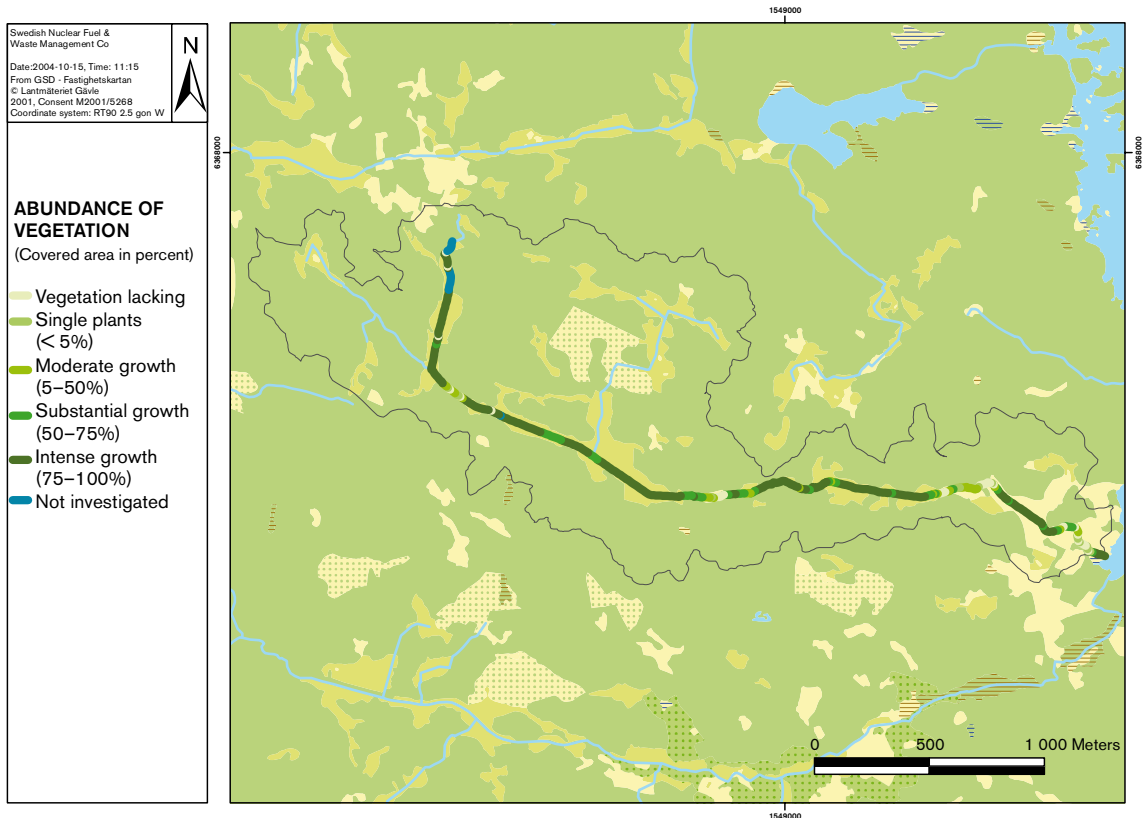 Swedish Nuclear Fuel &
Waste Management Co
Date:2004-10-15, Time: 11:15
From GSD - Fastighetskartan
© Lantmäteriet Gävle
2001, Consent M2001/5268
Coordinate system: RT90 2.5 gon W
N
ABUNDANCE OF
VEGETATION
(Covered area in percent)
Vegetation lacking
Single plants
(< 5%)
Moderate growth
(5–50%)
Substantial growth
(50–75%)
Intense growth
(75–100%)
Not investigated
1549000
6368000
6368000
0 500 1 000 Meters
1549000